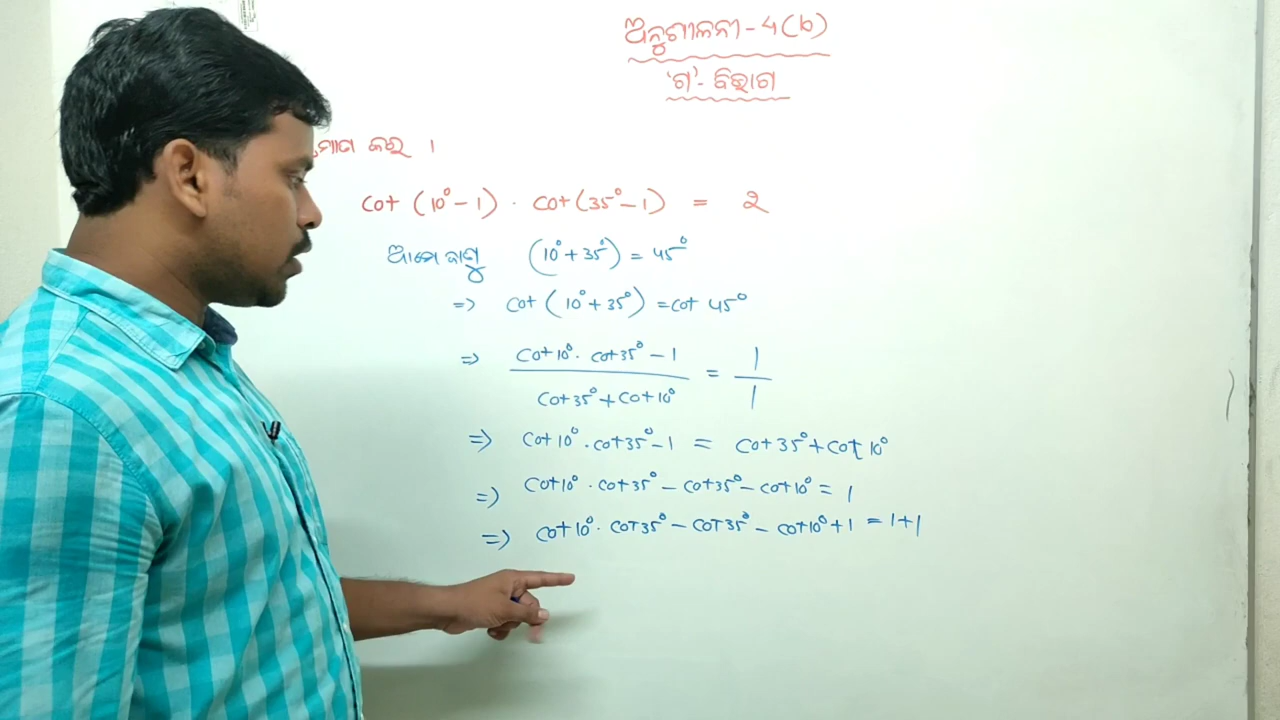 ଅନୁଶୀଳନୀ - 4(b)
'ଗ' - ବିଭାଗ
କର ।
cot (10° - 1) . cot (35° - 1) = 2
ଆମେ ଜାଣୁ (10° + 35°) = 45°
=> cot (10° + 35°) = cot 45°
=> cot 10° . cot 35° - 1 / cot 35° + cot 10° = 1 / 1
=> cot 10° . cot 35° - 1 = cot 35° + cot 10°
=> cot 10° . cot 35° - cot 35° - cot 10° = 1
=> cot 10° . cot 35° - cot 35° - cot 10° + 1 = 1 + 1